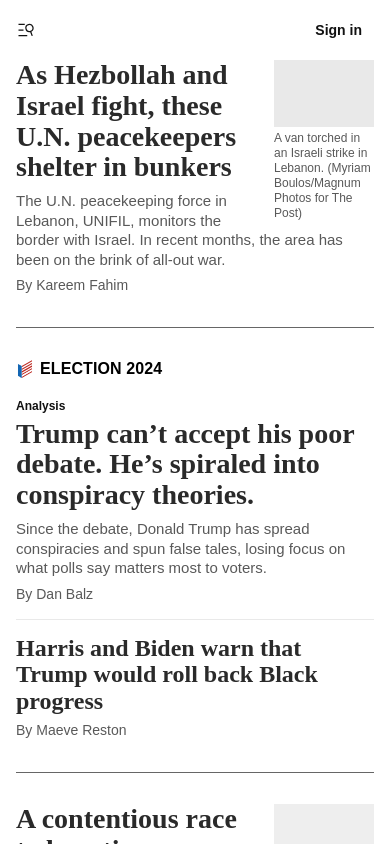 Sign in
As Hezbollah and
Israel fight, these
U.N. peacekeepers
shelter in bunkers
A van torched in
an Israeli strike in
Lebanon. (Myriam
Boulos/Magnum
Photos for The
Post)
The U.N. peacekeeping force in
Lebanon, UNIFIL, monitors the
border with Israel. In recent months, the area has
been on the brink of all-out war.
By Kareem Fahim
ELECTION 2024
Analysis
Trump can’t accept his poor
debate. He’s spiraled into
conspiracy theories.
Since the debate, Donald Trump has spread
conspiracies and spun false tales, losing focus on
what polls say matters most to voters.
By Dan Balz
Harris and Biden warn that
Trump would roll back Black
progress
By Maeve Reston
A contentious race